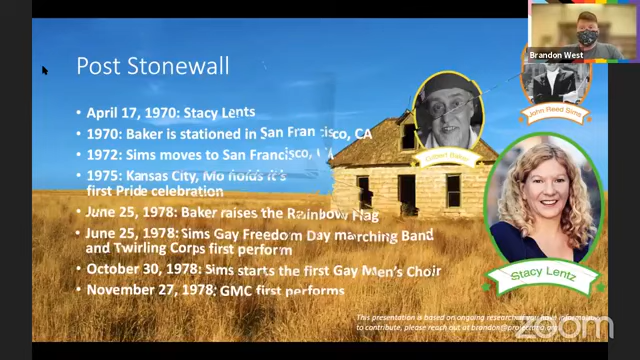 Brandon West
Post Stonewall
John Reed Sims
• April 17, 1970: Stacy Lents
• 1970: Baker is stationed in San Francisco, CA
• 1972: Sims moves to San Francisco,
Gilbert Baker
• 1975: Kansas City, Mo holds it's
first Pride celebration
• June 25, 1978: Baker raises the Rainbow Flag
• June 25, 1978: Sims Gay Freedom Day marching Band
and Twirling Corps first perform
• October 30, 1978: Sims starts the first Gay Men's Choir
Stacy Lentz
• November 27, 1978: GMC first performs
This presentation is based on ongoing research. If you have information
to contribute, please reach out at
zoom